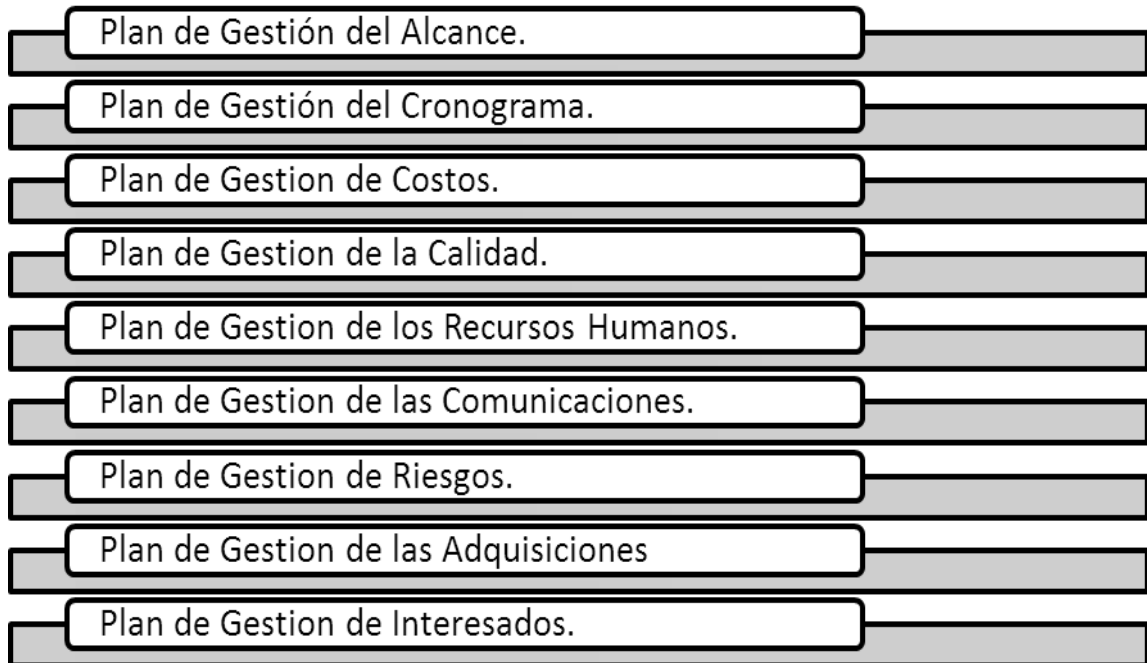 Plan de Gestión del Alcance.
Plan de Gestión del Cronograma.
Plan de Gestion de Costos.
Plan de Gestion de la Calidad.
Plan de Gestion de los Recursos Humanos.
Plan de Gestion de las Comunicaciones.
Plan de Gestion de Riesgos.
Plan de Gestion de las Adquisiciones
Plan de Gestion de Interesados.